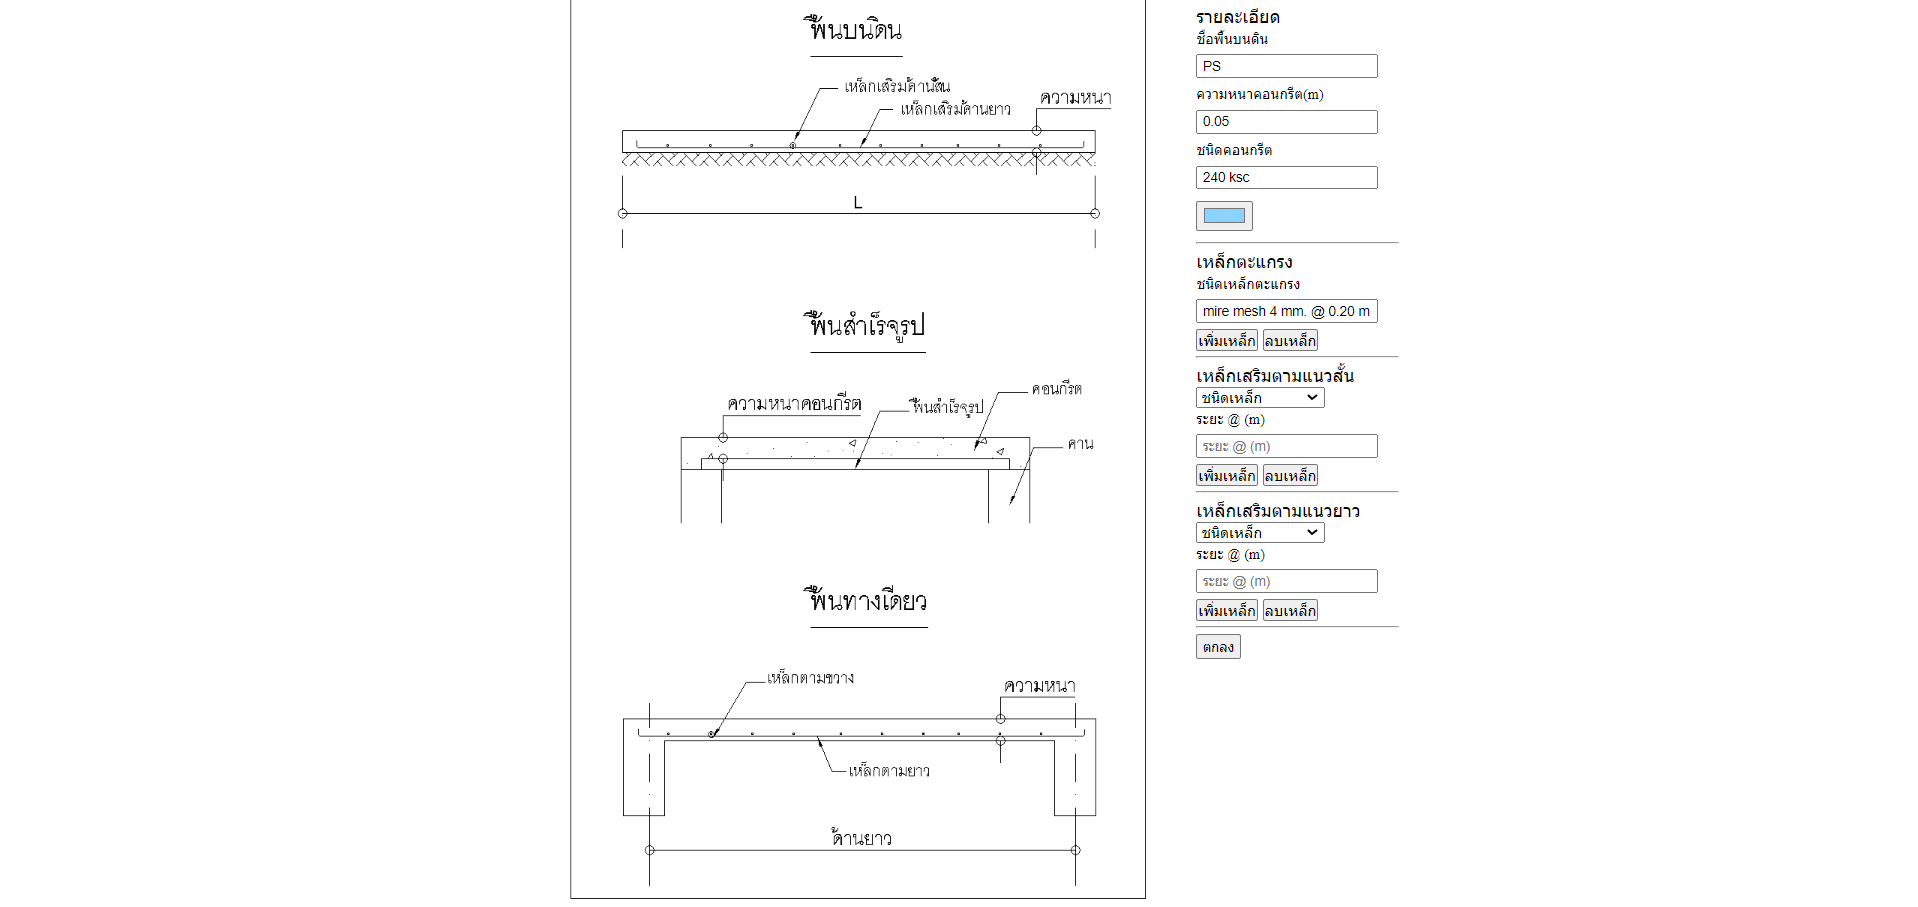 พื้นบนดิน
เหล็กเสริมด้านสั้น
เหล็กเสริมด้านยาว
ความหนา
L
พื้นสำเร็จรูป
คอนกรีต
ความหนาคอนกรีต
พื้นสำเร็จรูป
คาน
พื้นทางเดียว
เหล็กตามขวาง
ความหนา
เหล็กตามยาว
ด้านยาว
รายละเอียด
ชื่อพื้นบนดิน
PS
ความหนาคอนกรีต(m)
0.05
ชนิดคอนกรีต
240 ksc
เหล็กตะแกรง
ชนิดเหล็กตะแกรง
mire mesh 4 mm. @ 0.20 m
เพิ่มเหล็ก ลบเหล็ก
เหล็กเสริมตามแนวสั้น
ชนิดเหล็ก
ระยะ @ (m)
ระยะ @ (m)
เพิ่มเหล็ก ลบเหล็ก
เหล็กเสริมตามแนวยาว
ชนิดเหล็ก
ระยะ @ (m)
ระยะ @ (m)
เพิ่มเหล็ก ลบเหล็ก
ตกลง